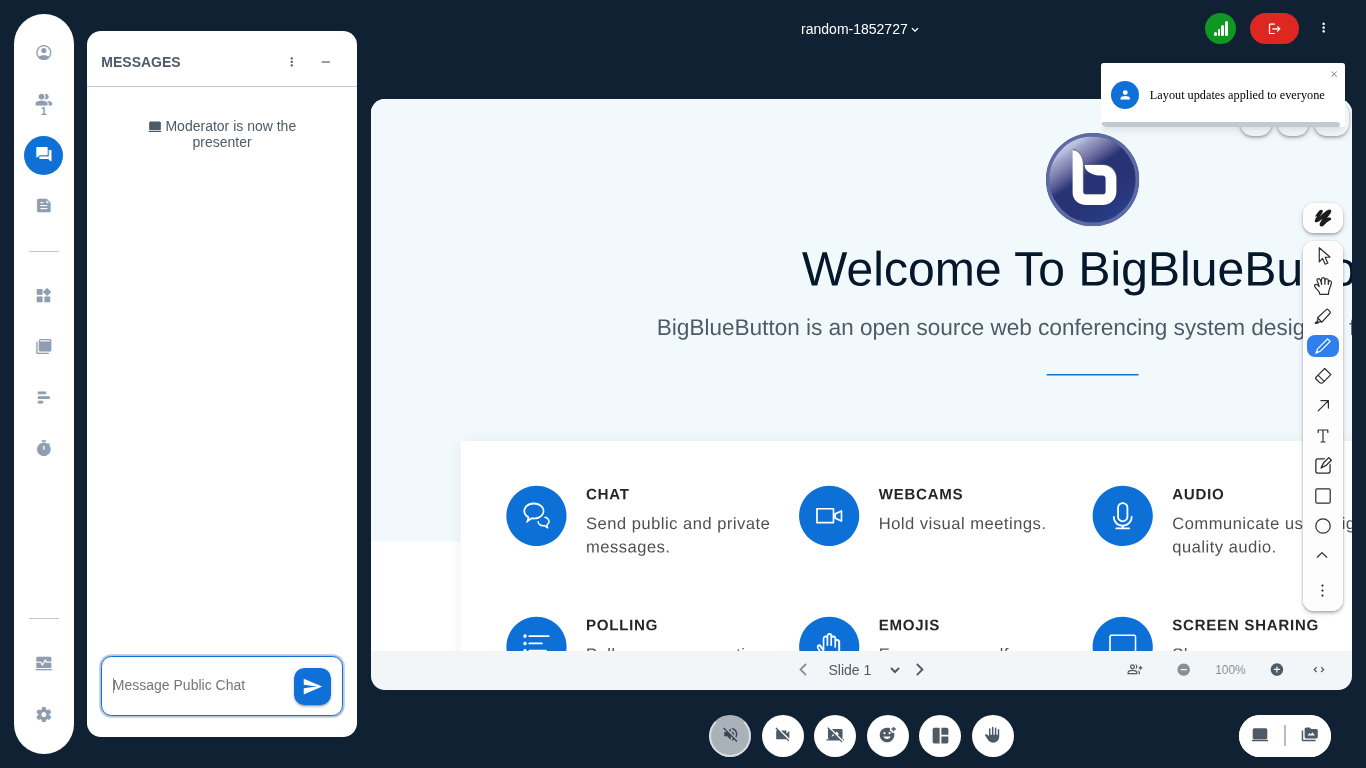 random-1852727
MESSAGES
1
Layout updates applied to everyone
Moderator is now the
presenter
Welcome To BigBlueBu
BigBlueButton is an open source web conferencing system
CHAT
Send public and private
messages.
WEBCAMS
Hold visual meetings.
AUDIO
Communicate
quality audio.
POLLING
EMOJIS
SCREEN SHARING
Message Public Chat
Slide 1
100%